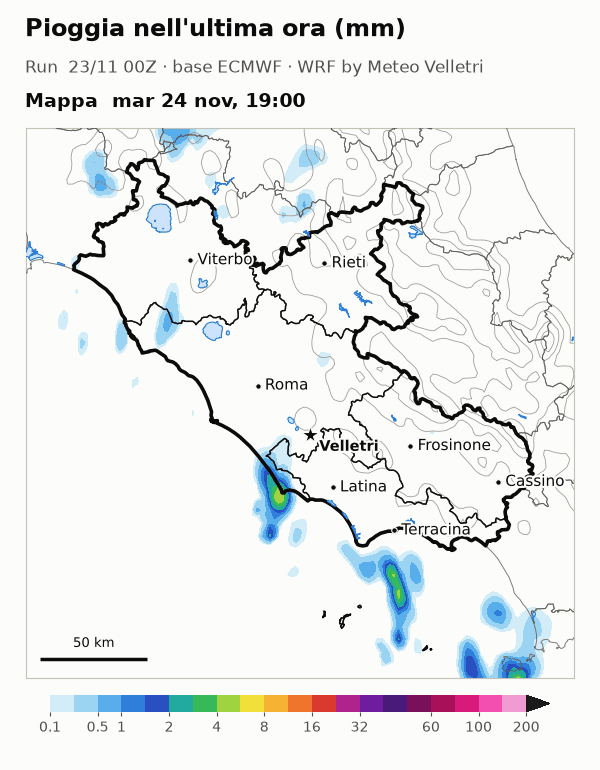 Pioggia nell'ultima ora (mm)
Run  23/11 00Z · base ECMWF · WRF by Meteo Velletri
Mappa  mar 24 nov, 19:00
Viterbo
Rieti
Roma
Velletri
Frosinone
Latina
Cassino
Terracina
50 km
0.1 0.5 1 2 4 8 16 32 60 100 200